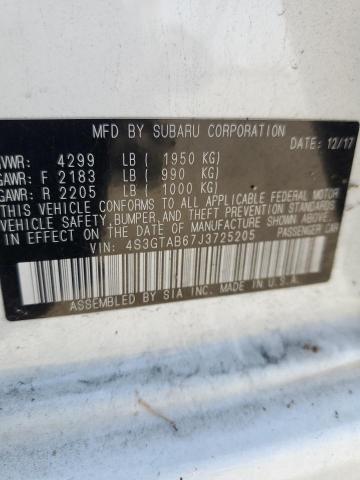 MFD BY SUBARU CORPORATION
DATE: 12/17
GVWR: 4299 LB ( 1950 KG)
GAWR: F 2183 LB ( 990 KG)
GAWR: R 2205 LB ( 1000 KG)
THIS VEHICLE CONFORMS TO ALL APPLICABLE FEDERAL MOTOR
VEHICLE SAFETY, BUMPER, AND THEFT PREVENTION STANDARDS
IN EFFECT ON THE DATE OF MANUFACTURE SHOWN ABOVE.
VIN: 4S3GTAB67J3725205 PASSENGER CAR
ASSEMBLED BY SIA INC. MADE IN U.S.A.